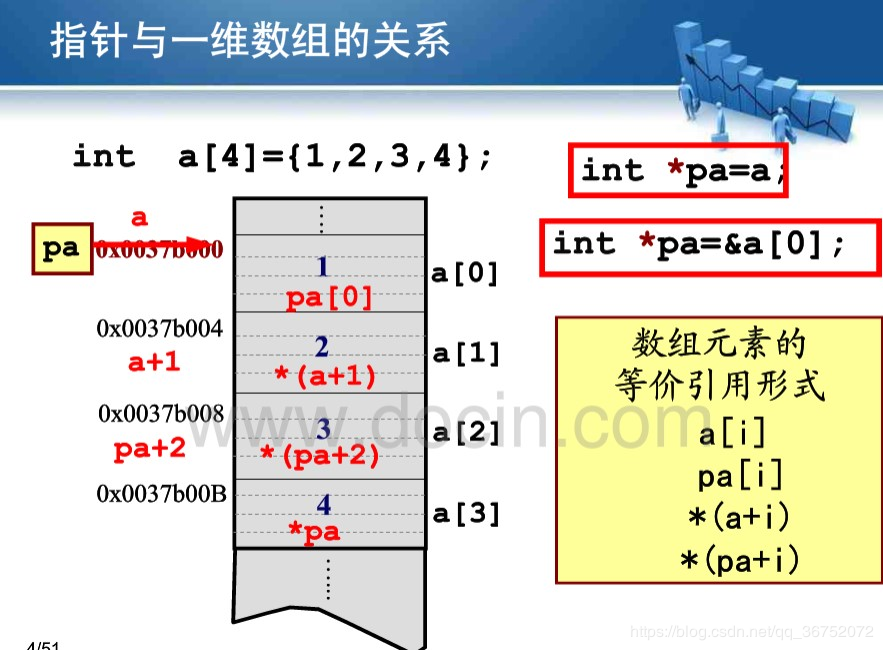 指针与一维数组的关系
int a[4]={1,2,3,4};
int *pa=a;
int *pa=&a[0];
a
pa
0x0037b000
1
pa[0]
a[0]
0x0037b004
a+1
2
*(a+1)
a[1]
0x0037b008
pa+2
3
*(pa+2)
a[2]
0x0037b00B
4
*pa
a[3]
数组元素的
等价引用形式
a[i]
pa[i]
*(a+i)
*(pa+i)
www.docin.com
https://blog.csdn.net/qq_36752072
4/51